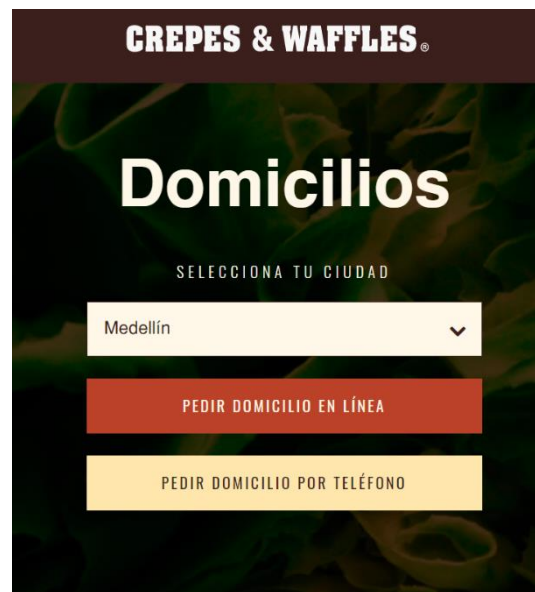 CREPES & WAFFLES®
Domicilios
SELECCIONA TU CIUDAD
Medellín
PEDIR DOMICILIO EN LÍNEA
PEDIR DOMICILIO POR TELÉFONO